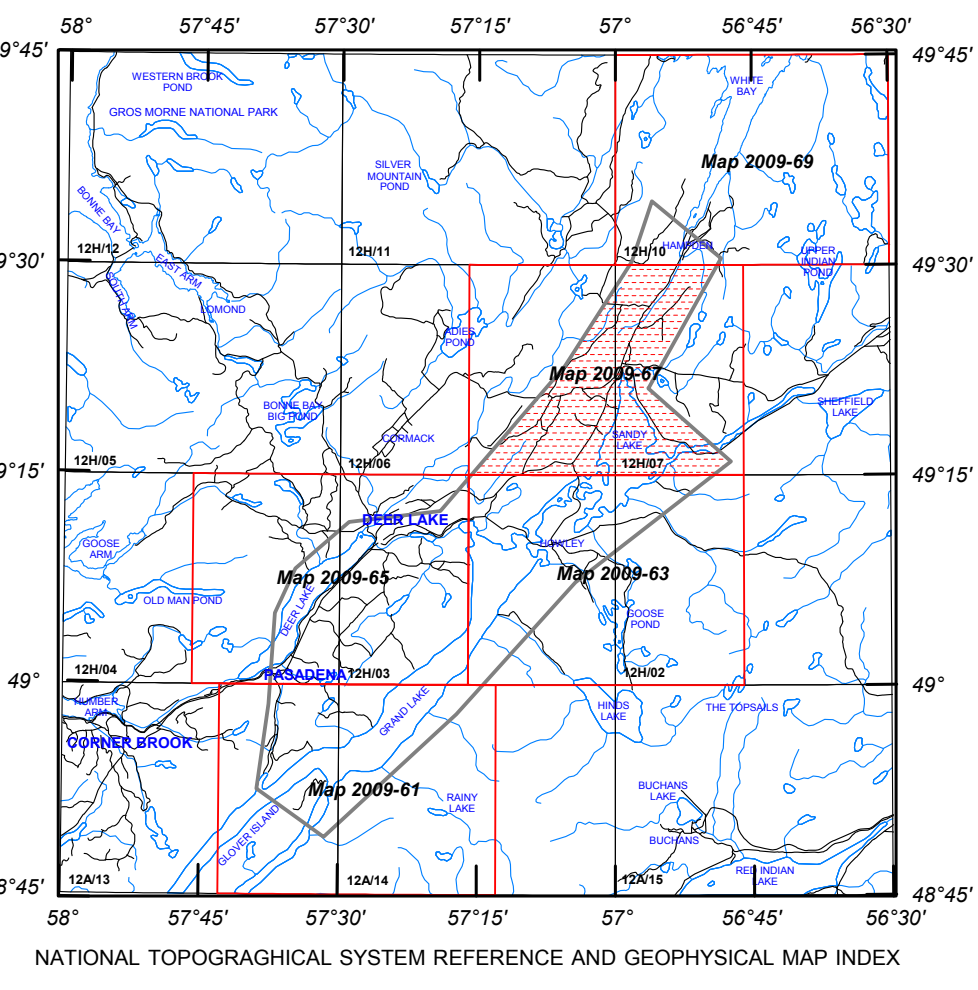 58° 57°45' 57°30' 57°15' 57° 56°45' 56°30'
9°45' 49°45'
WESTERN BROOK
POND
WHITE
BAY
GROS MORNE NATIONAL PARK
Map 2009-69
SILVER
MOUNTAIN
POND
BONNE BAY
12H/12
12H/11
12H/10
HAMPDEN
UPPER
INDIAN
POND
9°30' 49°30'
EAST ARM
SOUTH ARM
LOMOND
ADIES
POND
Map 2009-67
BONNE BAY
BIG POND
SHEFFIELD
LAKE
CORMACK
SANDY
LAKE
12H/05
12H/06
12H/07
9°15' 49°15'
DEER LAKE
GOOSE
ARM
HOWLEY
Map 2009-65
Map 2009-63
OLD MAN POND
DEER LAKE
GOOSE
POND
12H/04
PASADENA
12H/03
12H/02
49° 49°
HUMBER
ARM
GRAND LAKE
HINDS
LAKE
THE TOPSAILS
CORNER BROOK
Map 2009-61
RAINY
LAKE
BUCHANS
LAKE
GLOVER ISLAND
BUCHANS
RED INDIAN
LAKE
12A/13
12A/14
12A/15
8°45' 48°45'
58° 57°45' 57°30' 57°15' 57° 56°45' 56°30'
NATIONAL TOPOGRAGHICAL SYSTEM REFERENCE AND GEOPHYSICAL MAP INDEX